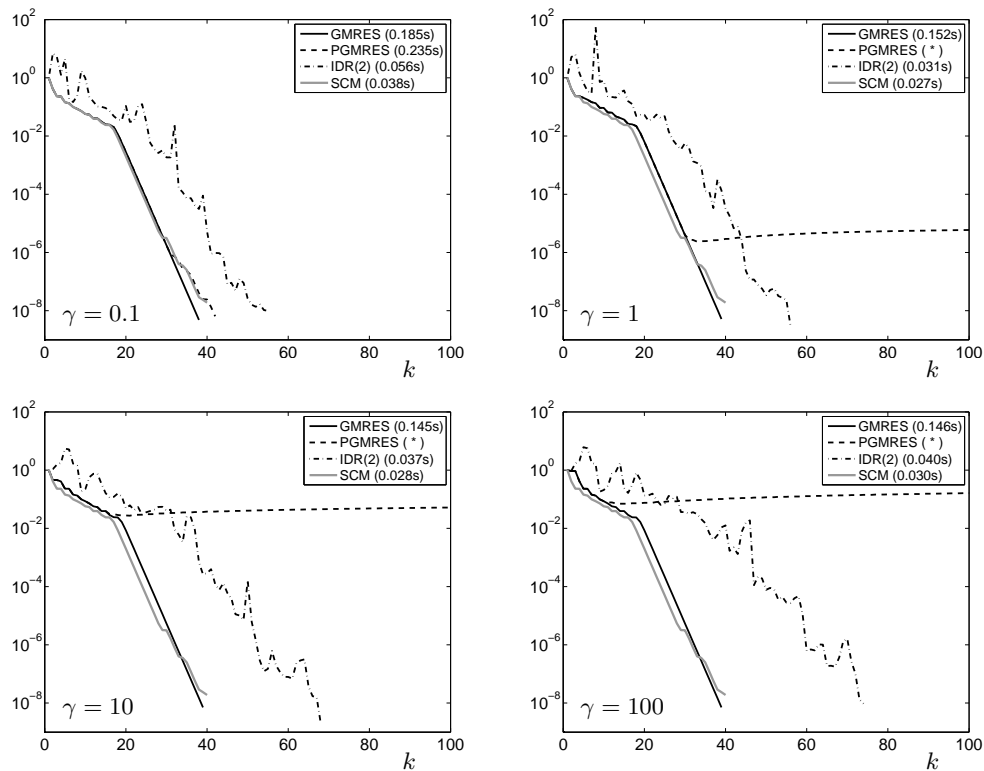 10^2
10^0
10^-2
10^-4
10^-6
10^-8
GMRES (0.185s)
PGMRES (0.235s)
IDR(2) (0.056s)
SCM (0.038s)
γ = 0.1
0 20 40 60 80 100
k
10^2
10^0
10^-2
10^-4
10^-6
10^-8
GMRES (0.152s)
PGMRES ( * )
IDR(2) (0.031s)
SCM (0.027s)
γ = 1
0 20 40 60 80 100
k
10^2
10^0
10^-2
10^-4
10^-6
10^-8
GMRES (0.145s)
PGMRES ( * )
IDR(2) (0.037s)
SCM (0.028s)
γ = 10
0 20 40 60 80 100
k
10^2
10^0
10^-2
10^-4
10^-6
10^-8
GMRES (0.146s)
PGMRES ( * )
IDR(2) (0.040s)
SCM (0.030s)
γ = 100
0 20 40 60 80 100
k